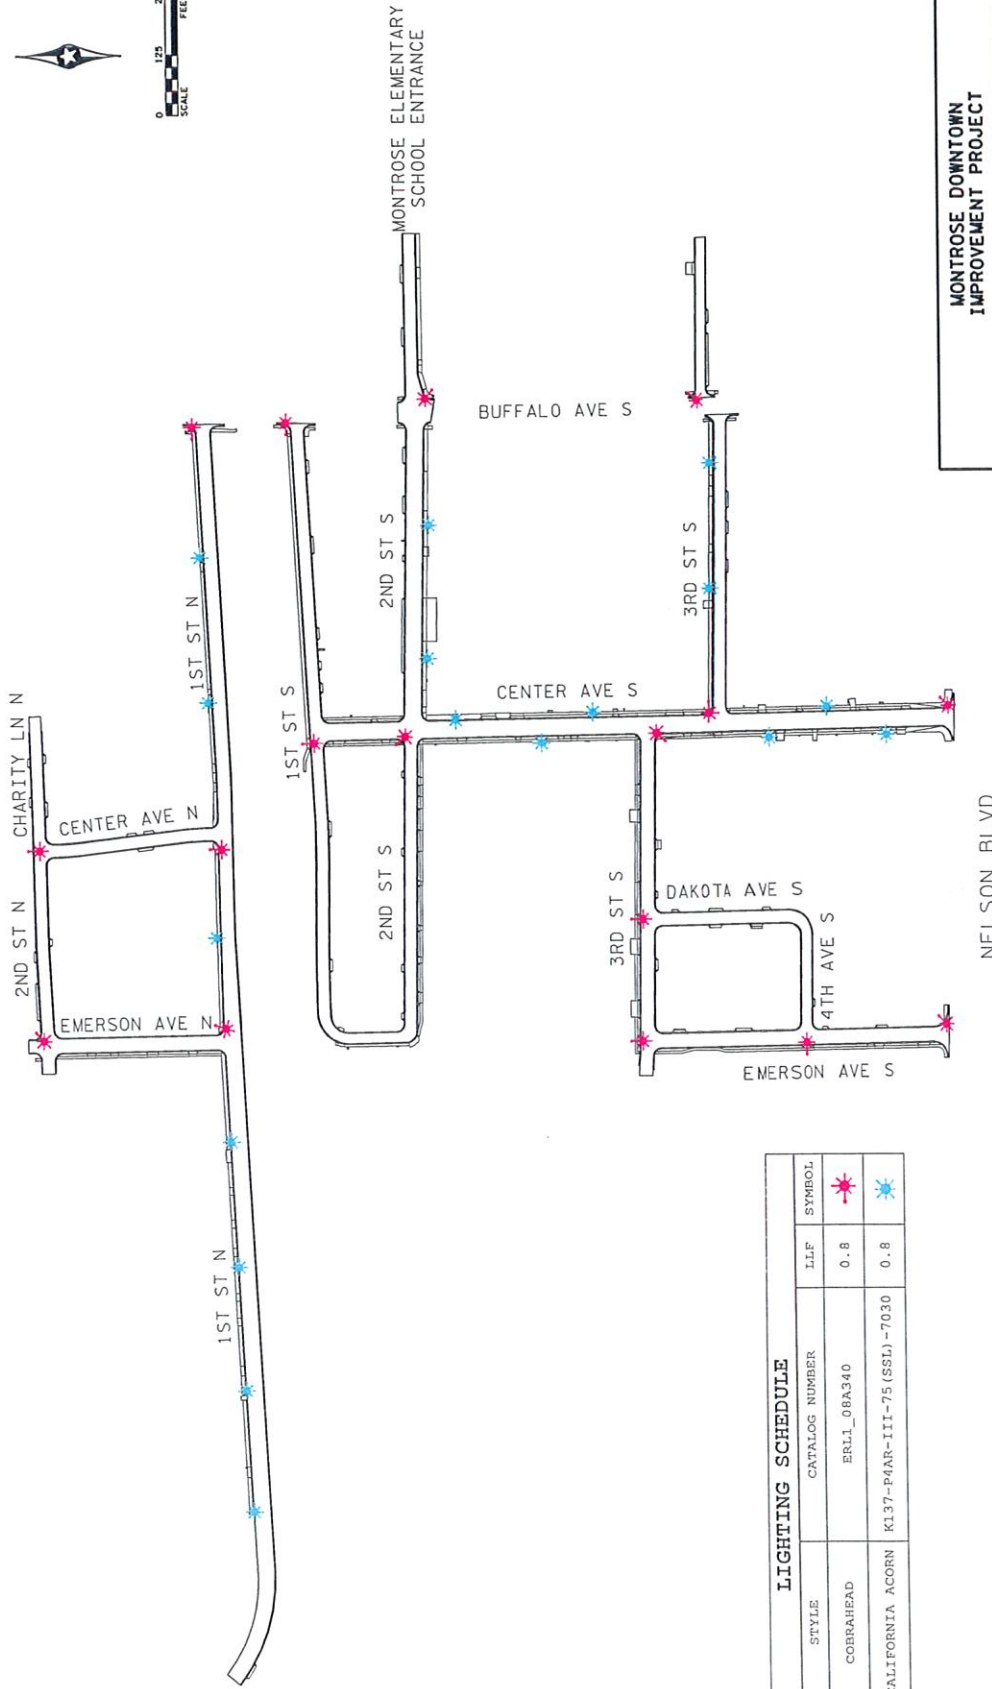 0 125
SCALE
FEE
MONTROSE ELEMENTARY
SCHOOL ENTRANCE
MONTROSE DOWNTOWN
IMPROVEMENT PROJECT
BUFFALO AVE S
2ND ST S
3RD ST S
1ST ST N
CHARITY LN N
CENTER AVE N
1ST ST S
CENTER AVE S
2ND ST N
EMERSON AVE N
2ND ST S
3RD ST S
DAKOTA AVE S
4TH AVE S
EMERSON AVE S
NELSON BLVD
1ST ST N
LIGHTING SCHEDULE
STYLE CATALOG NUMBER LLF SYMBOL
COBRAHEAD ERL1_08A340 0.8
CALIFORNIA ACORN K137-P4AR-III-75(SSL)-7030 0.8